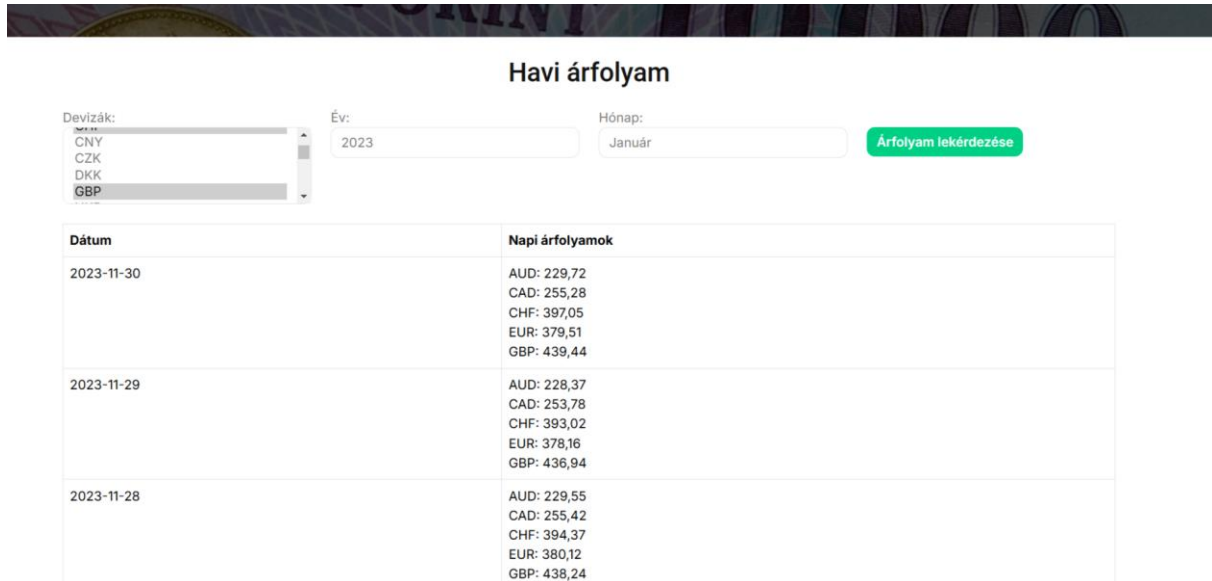 Havi árfolyam
Devizák:
Év:
Hónap:
CNY
CZK
DKK
GBP
2023
Január
Árfolyam lekérdezése
Dátum
Napi árfolyamok
2023-11-30
AUD: 229,72
CAD: 255,28
CHF: 397,05
EUR: 379,51
GBP: 439,44
2023-11-29
AUD: 228,37
CAD: 253,78
CHF: 393,02
EUR: 378,16
GBP: 436,94
2023-11-28
AUD: 229,55
CAD: 255,42
CHF: 394,37
EUR: 380,12
GBP: 438,24